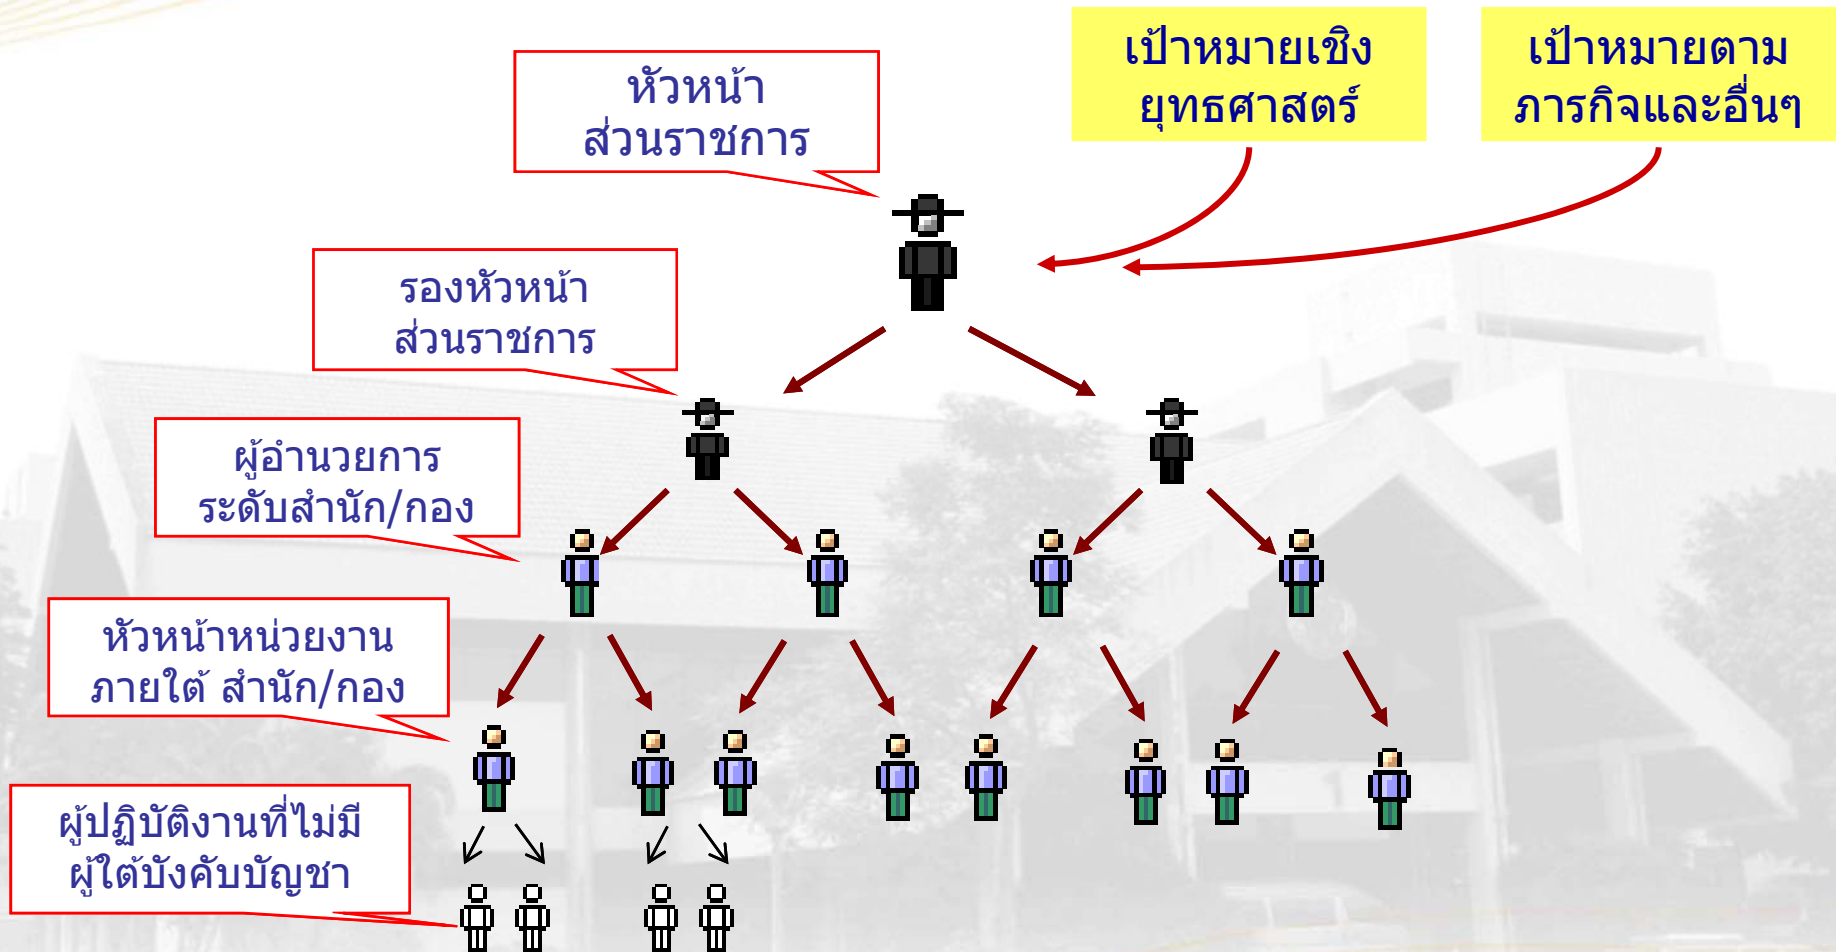 เป้าหมายเชิง
ยุทธศาสตร์
เป้าหมายตาม
ภารกิจและอื่นๆ
หัวหน้า
ส่วนราชการ
รองหัวหน้า
ส่วนราชการ
ผู้อำนวยการ
ระดับสำนัก/กอง
หัวหน้าหน่วยงาน
ภายใต้ สำนัก/กอง
ผู้ปฏิบัติงานที่ไม่มี
ผู้ใต้บังคับบัญชา